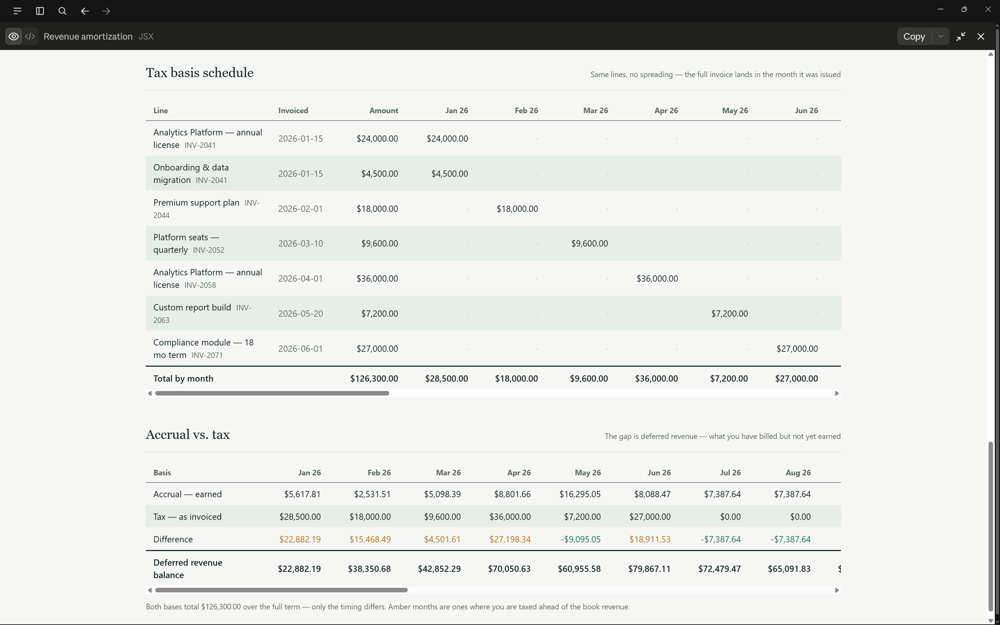 Revenue amortization · JSX
Copy
Tax basis schedule
Same lines, no spreading — the full invoice lands in the month it was issued
Line Invoiced Amount Jan 26 Feb 26 Mar 26 Apr 26 May 26 Jun 26
Analytics Platform — annual
license INV-2041 2026-01-15 $24,000.00 $24,000.00 · · · · ·
Onboarding & data
migration INV-2041 2026-01-15 $4,500.00 $4,500.00 · · · · ·
Premium support plan INV-
2044 2026-02-01 $18,000.00 · $18,000.00 · · · ·
Platform seats —
quarterly INV-2052 2026-03-10 $9,600.00 · · $9,600.00 · · ·
Analytics Platform — annual
license INV-2058 2026-04-01 $36,000.00 · · · $36,000.00 · ·
Custom report build INV-
2063 2026-05-20 $7,200.00 · · · · $7,200.00 ·
Compliance module — 18
mo term INV-2071 2026-06-01 $27,000.00 · · · · · $27,000.00
Total by month $126,300.00 $28,500.00 $18,000.00 $9,600.00 $36,000.00 $7,200.00 $27,000.00
Accrual vs. tax
The gap is deferred revenue — what you have billed but not yet earned
Basis Jan 26 Feb 26 Mar 26 Apr 26 May 26 Jun 26 Jul 26 Aug 26
Accrual — earned $5,617.81 $2,531.51 $5,098.39 $8,801.66 $16,295.05 $8,088.47 $7,387.64 $7,387.64
Tax — as invoiced $28,500.00 $18,000.00 $9,600.00 $36,000.00 $7,200.00 $27,000.00 $0.00 $0.00
Difference $22,882.19 $15,468.49 $4,501.61 $27,198.34 -$9,095.05 $18,911.53 -$7,387.64 -$7,387.64
Deferred revenue
balance $22,882.19 $38,350.68 $42,852.29 $70,050.63 $60,955.58 $79,867.11 $72,479.47 $65,091.83 $
Both bases total $126,300.00 over the full term — only the timing differs. Amber months are ones where you are taxed ahead of the book revenue.